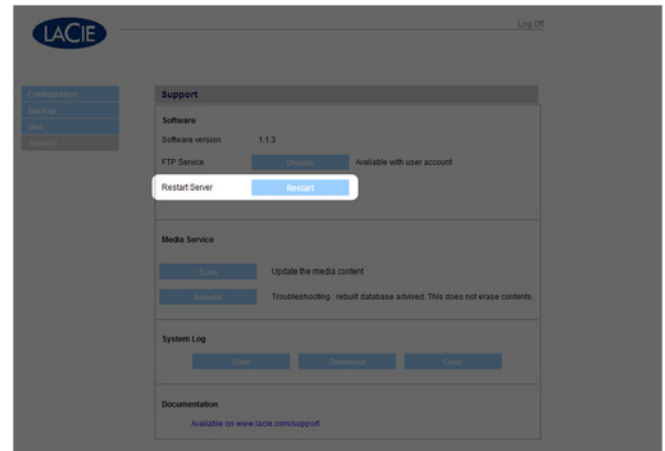 LACIE
Log Off
Configuration
Backup
Disk
Support
Support
Software
Software version 1.1.3
FTP Service Disable Available with user account
Restart Server Restart
Media Service
Scan Update the media content
Rebuild Troubleshooting : rebuilt database advised. This does not erase contents.
System Log
View Download Clear
Documentation
Available on www.lacie.com/support